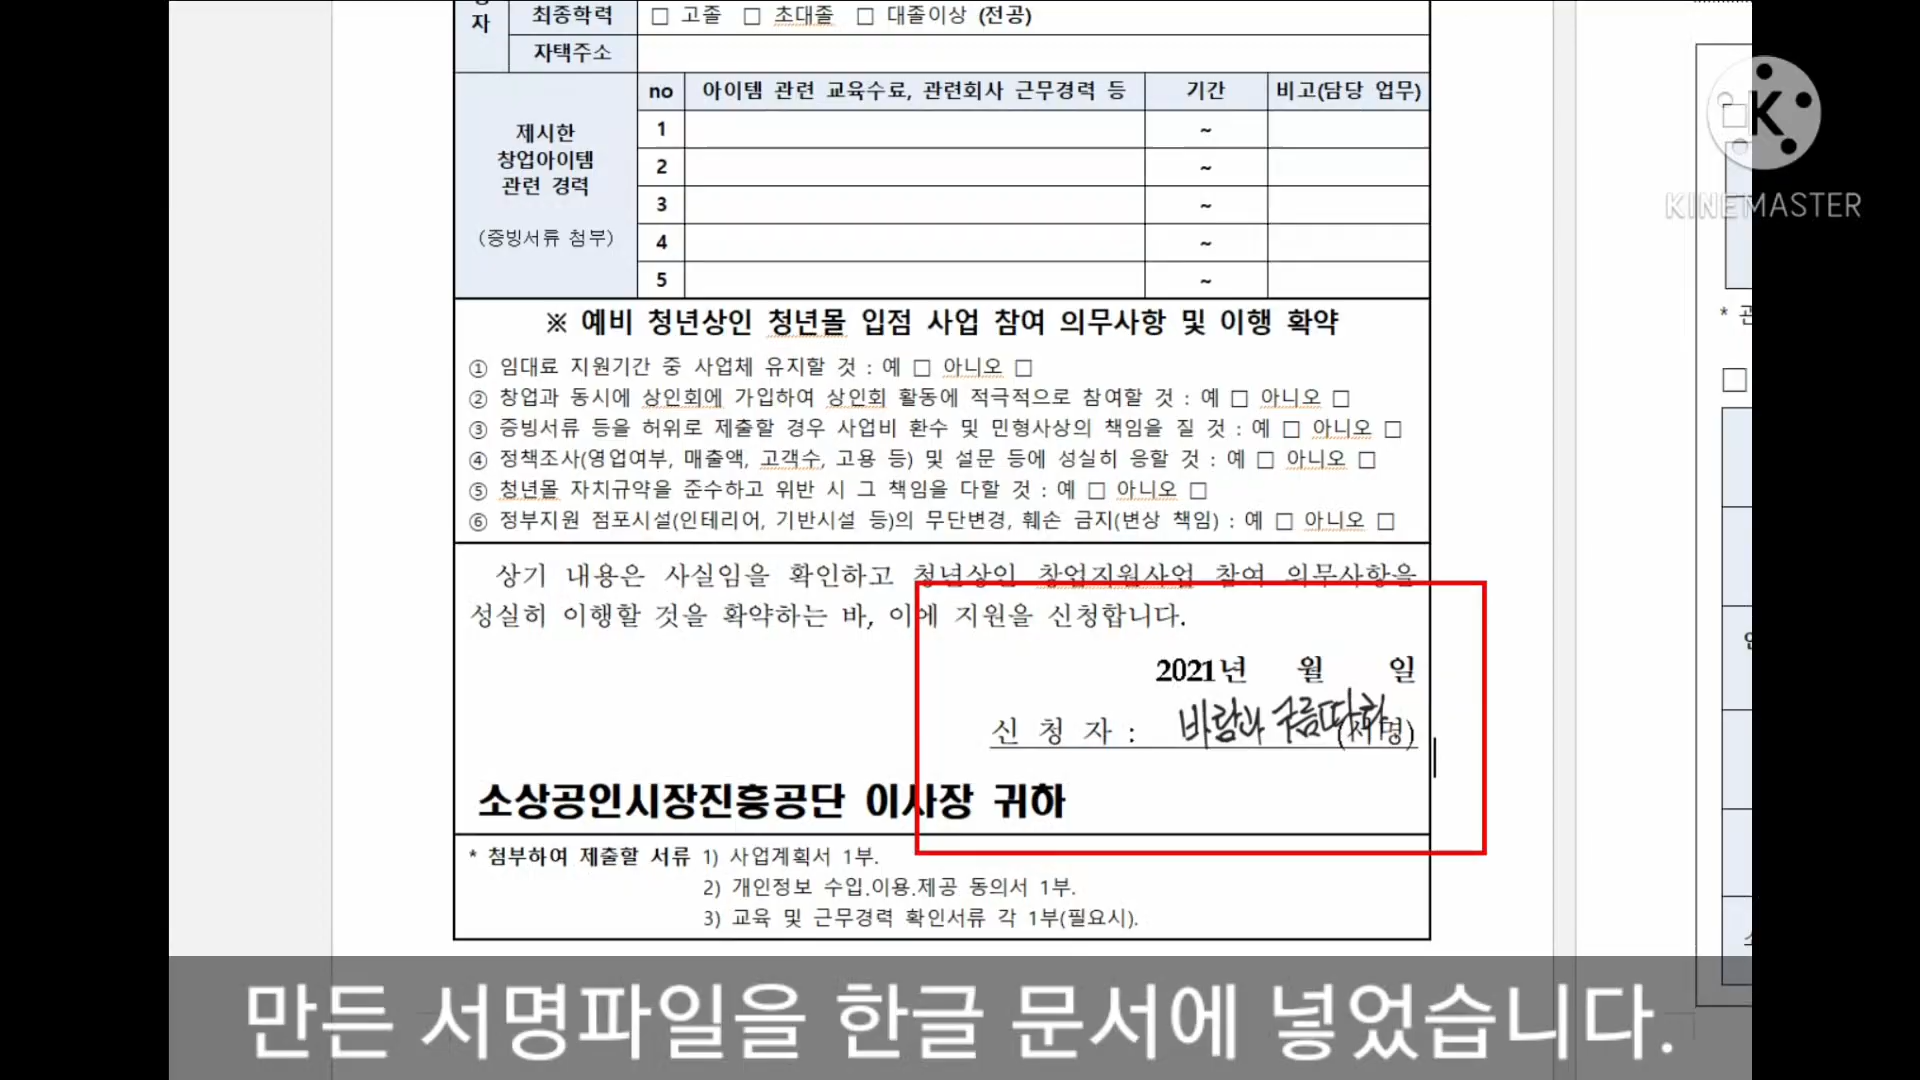 자
최종학력 □ 고졸 □ 초대졸 □ 대졸이상 (전공)
자택주소
제시한
창업아이템
관련 경력
(증빙서류 첨부)
no 아이템 관련 교육수료, 관련회사 근무경력 등 기간 비고(담당 업무)
1 ~
2 ~
3 ~
4 ~
5 ~
※ 예비 청년상인 청년몰 입점 사업 참여 의무사항 및 이행 확약
① 임대료 지원기간 중 사업체 유지할 것 : 예 □ 아니오 □
② 창업과 동시에 상인회에 가입하여 상인회 활동에 적극적으로 참여할 것 : 예 □ 아니오 □
③ 증빙서류 등을 허위로 제출할 경우 사업비 환수 및 민형사상의 책임을 질 것 : 예 □ 아니오 □
④ 정책조사(영업여부, 매출액, 고객수, 고용 등) 및 설문 등에 성실히 응할 것 : 예 □ 아니오 □
⑤ 청년몰 자치규약을 준수하고 위반 시 그 책임을 다할 것 : 예 □ 아니오 □
⑥ 정부지원 점포시설(인테리어, 기반시설 등)의 무단변경, 훼손 금지(변상 책임) : 예 □ 아니오 □
상기 내용은 사실임을 확인하고 청년상인 창업지원사업 참여 의무사항을
성실히 이행할 것을 확약하는 바, 이에 지원을 신청합니다.
2021년 월 일
신 청 자 : 바람과 구름따라 (서명)
소상공인시장진흥공단 이사장 귀하
* 첨부하여 제출할 서류 1) 사업계획서 1부.
2) 개인정보 수입.이용.제공 동의서 1부.
3) 교육 및 근무경력 확인서류 각 1부(필요시).
K
KINEMASTER
만든 서명파일을 한글 문서에 넣었습니다.